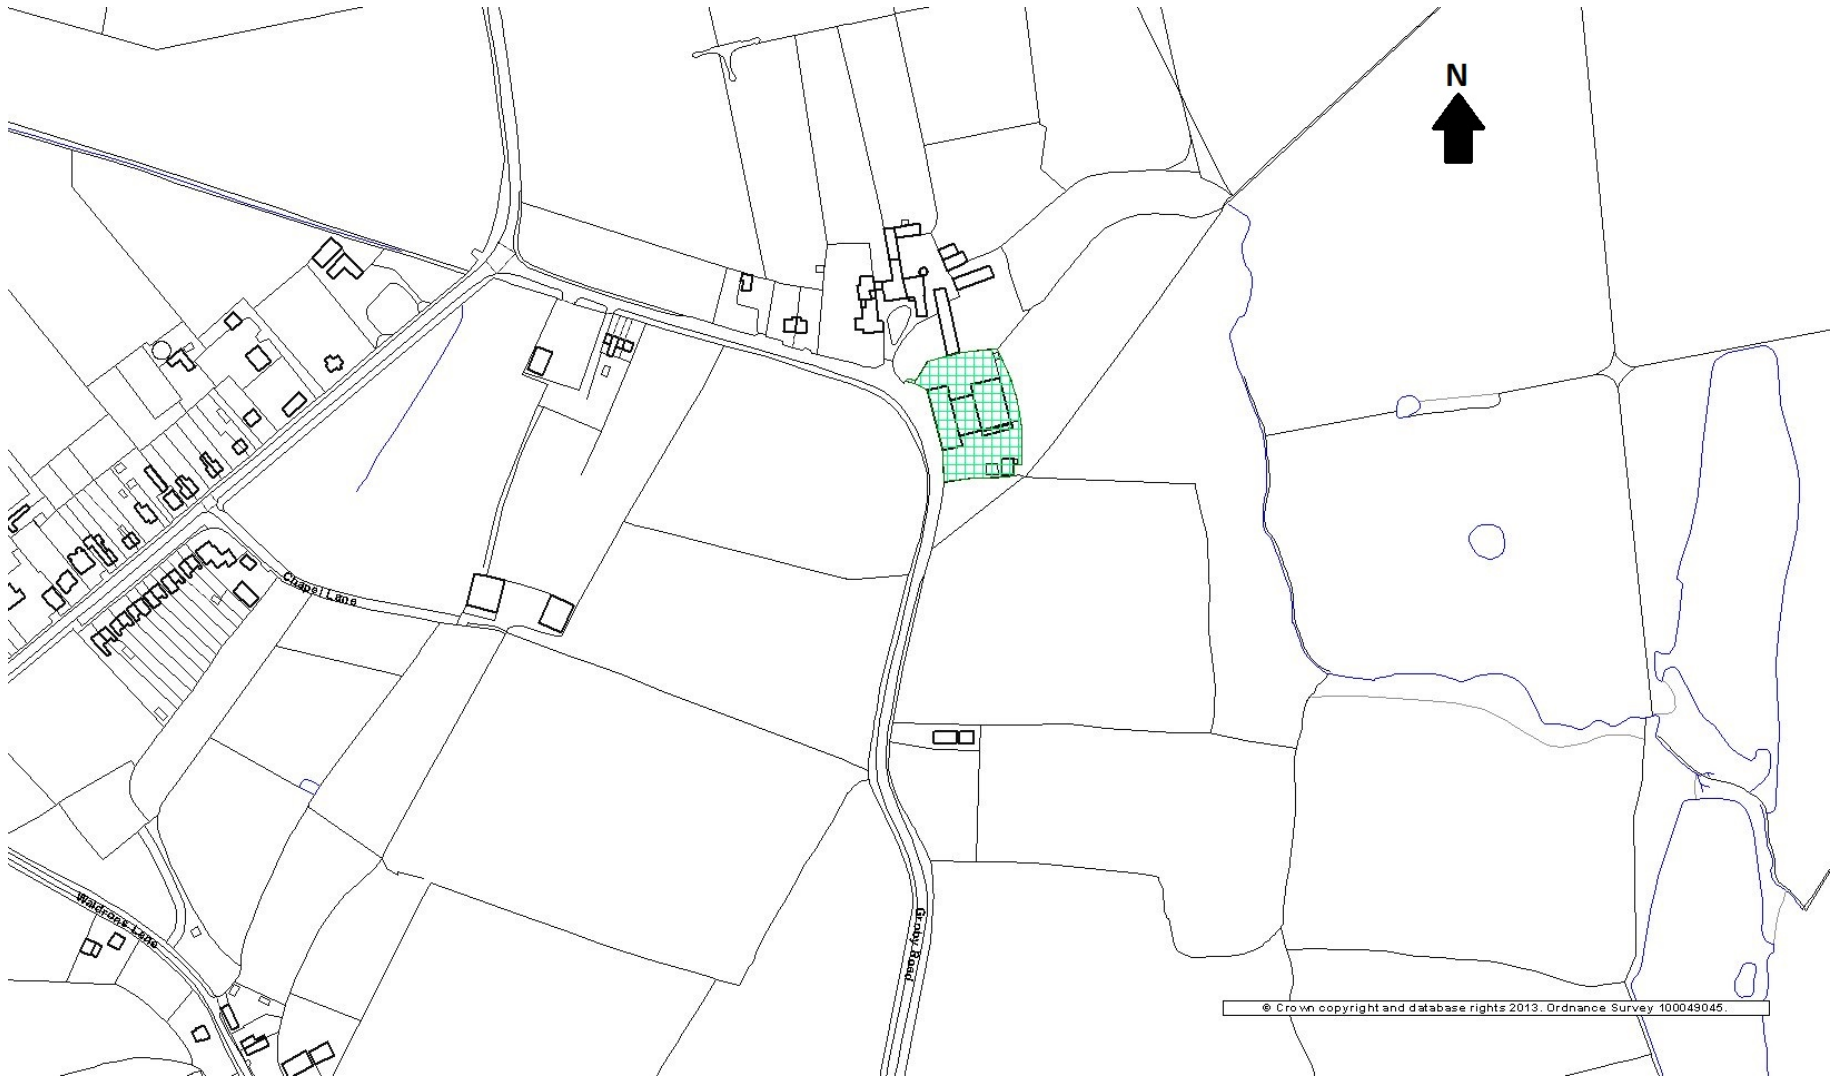 N
Chapel Lane
Waldrons Lane
Groby Road
© Crown copyright and database rights 2013. Ordnance Survey 100049045.